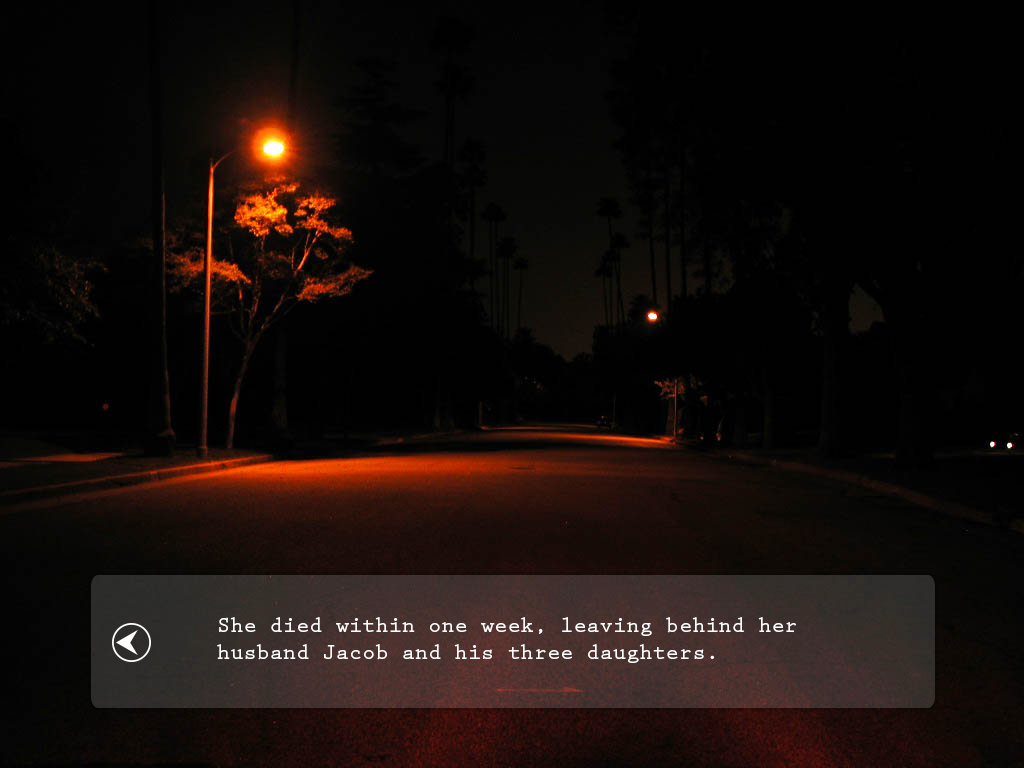 She died within one week, leaving behind her
husband Jacob and his three daughters.